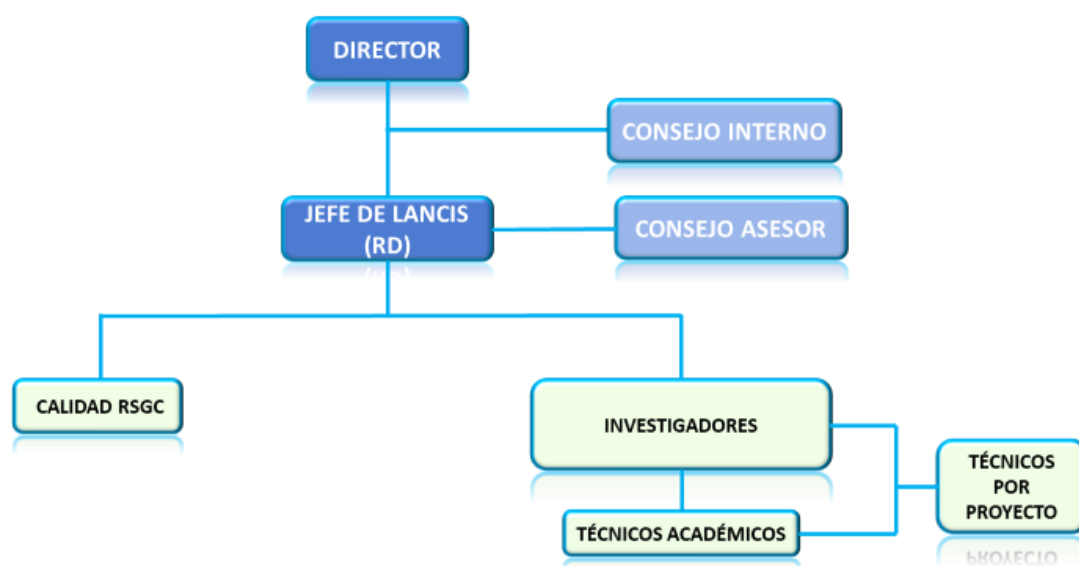 DIRECTOR
CONSEJO INTERNO
JEFE DE LANCIS
(RD)
CONSEJO ASESOR
CALIDAD RSGC
INVESTIGADORES
TÉCNICOS
POR
PROYECTO
TÉCNICOS ACADÉMICOS